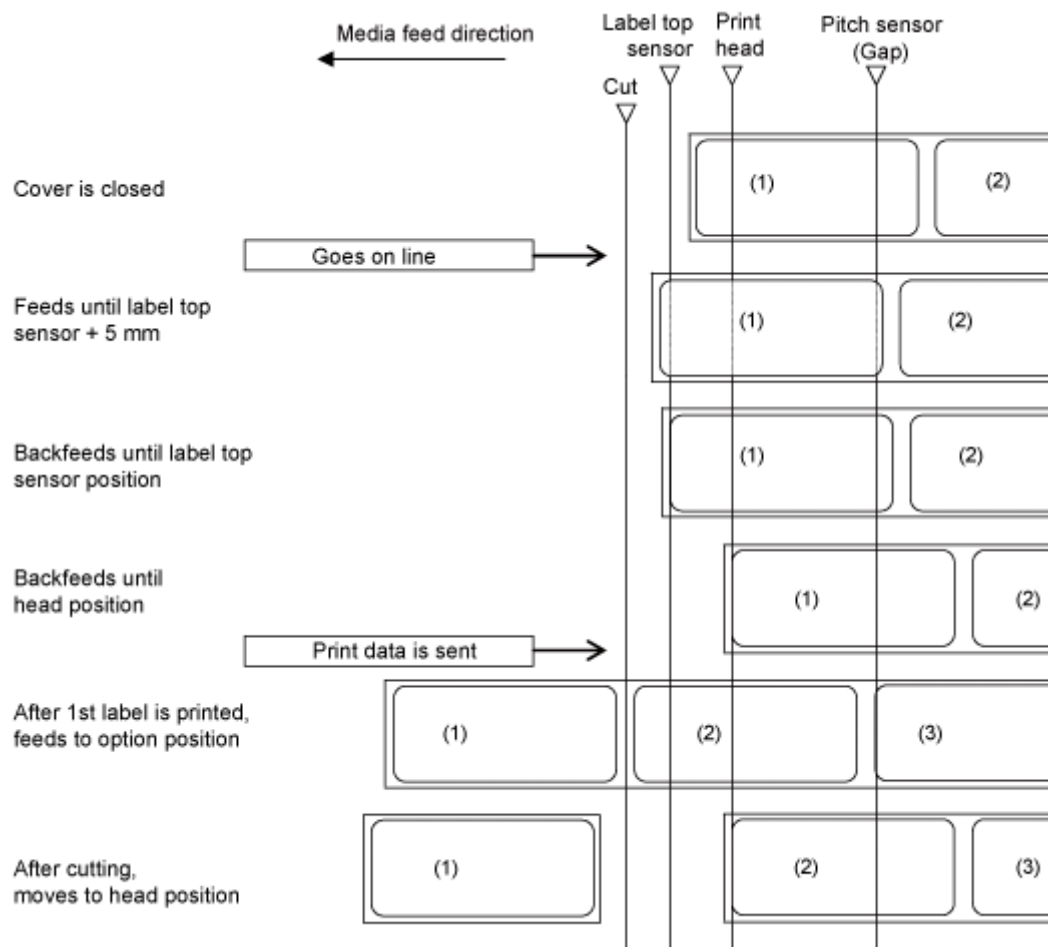 Media feed direction
Label top
sensor
Print
head
Pitch sensor
(Gap)
Cut
Cover is closed
(1)
(2)
Goes on line
Feeds until label top
sensor + 5 mm
(1)
(2)
Backfeeds until label top
sensor position
(1)
(2)
Backfeeds until
head position
(1)
(2)
Print data is sent
After 1st label is printed,
feeds to option position
(1)
(2)
(3)
After cutting,
moves to head position
(1)
(2)
(3)